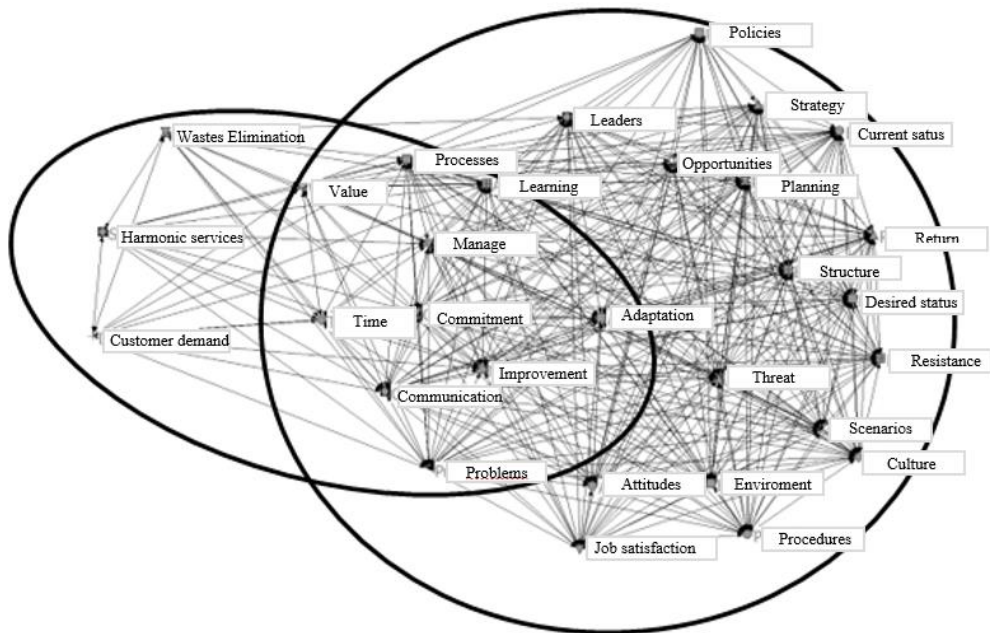 Policies
Strategy
Leaders
Current satus
Wastes Elimination
Processes
Opportunities
Value
Learning
Planning
Harmonic services
Manage
Return
Structure
Desired status
Time
Commitment
Adaptation
Customer demand
Resistance
Improvement
Threat
Communication
Scenarios
Problems
Culture
Attitudes
Enviroment
Procedures
Job satisfaction